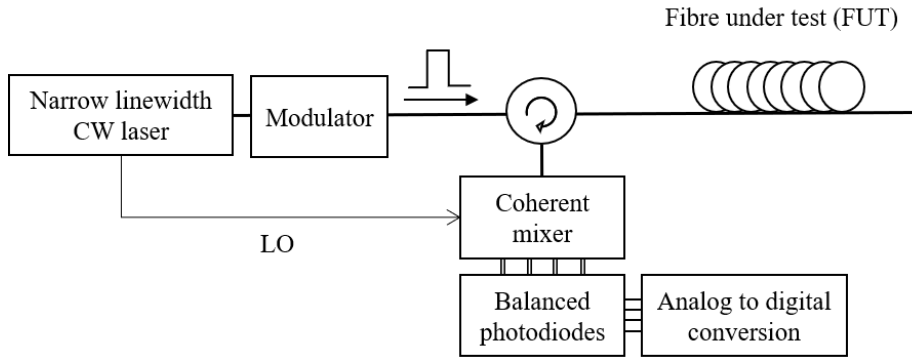 Fibre under test (FUT)
Narrow linewidth
CW laser
Modulator
Coherent
mixer
LO
Balanced
photodiodes
Analog to digital
conversion